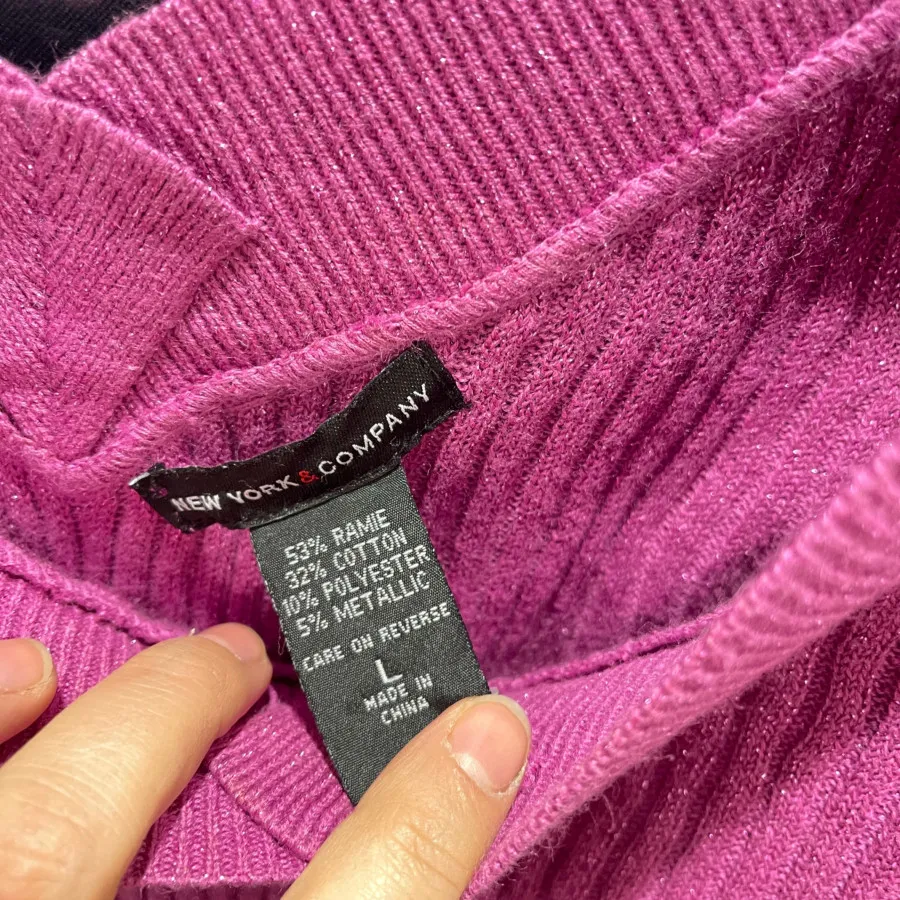 NEW YORK & COMPANY
53% RAMIE
32% COTTON
10% POLYESTER
5% METALLIC
CARE ON REVERSE
L
MADE IN
CHINA